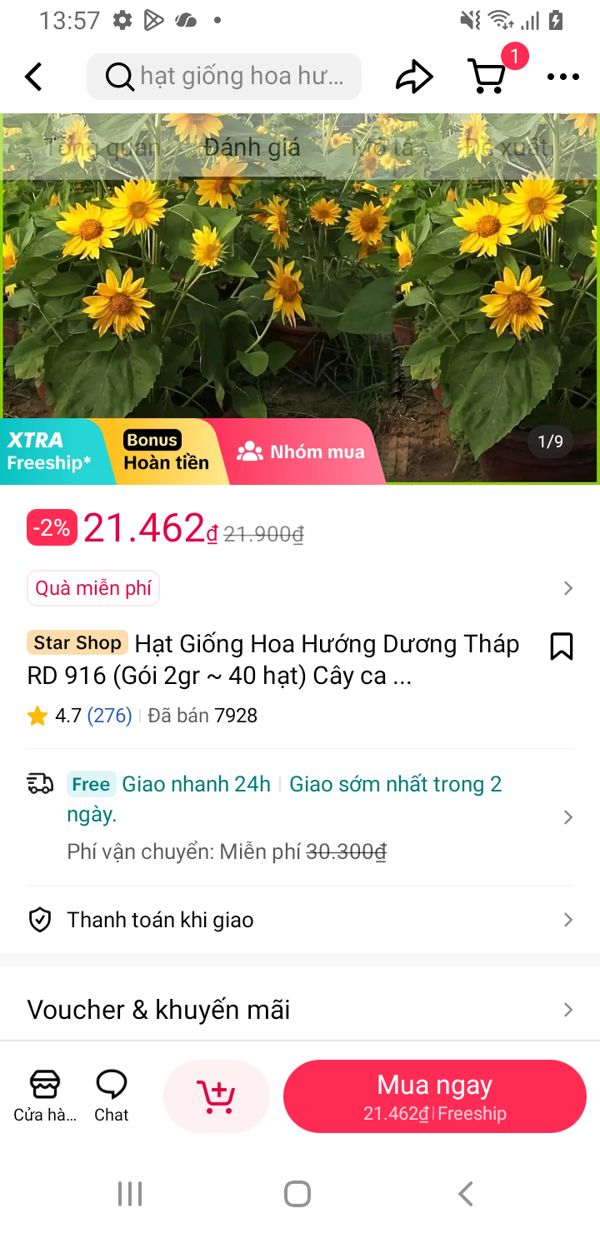 13:57
1
hạt giống hoa hư...
Tổng quan Đánh giá Mô tả Đề xuất
XTRA
Freeship*
Bonus
Hoàn tiền
Nhóm mua
1/9
-2% 21.462₫ 21.900₫
Quà miễn phí
Star Shop Hạt Giống Hoa Hướng Dương Tháp
RD 916 (Gói 2gr ~ 40 hạt) Cây ca ...
4.7 (276) Đã bán 7928
Free Giao nhanh 24h Giao sớm nhất trong 2
ngày.
Phí vận chuyển: Miễn phí 30.300₫
Thanh toán khi giao
Voucher & khuyến mãi
Cửa hà...
Chat
Mua ngay
21.462₫ Freeship